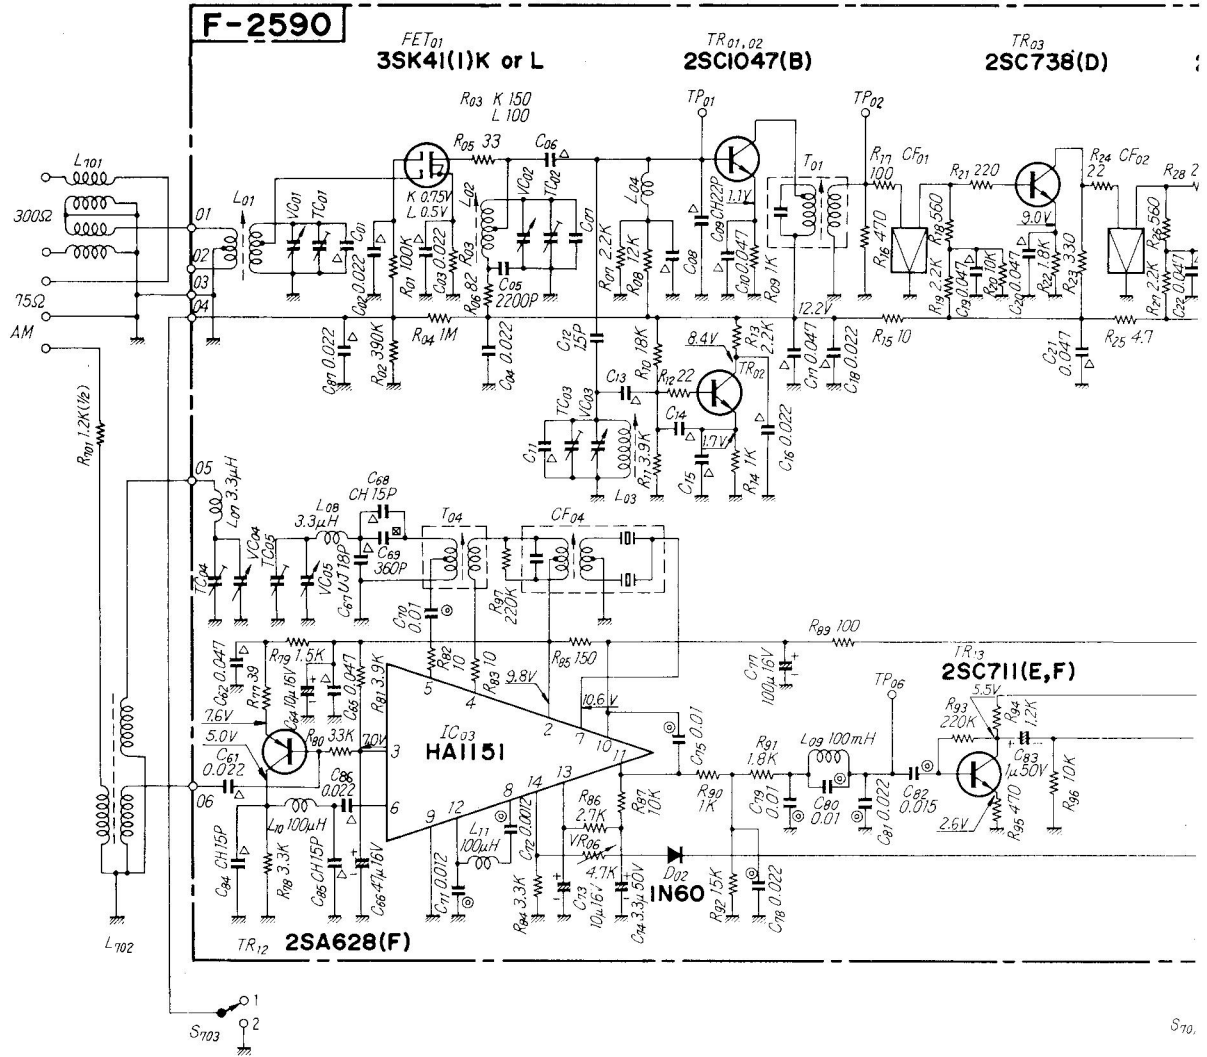 F-2590
FET01
3SK41(1)K or L
TR01,02
2SC1047(B)
TR03
2SC738(D)
R03 K 150
L 100
TP01
TP02
R05 33
C06
L101
300Ω
75Ω
AM
01
02
03
04
L01
VC01
TC01
C01
C02 0.022
R01 100K
C03 0.022
K 0.75V
L 0.5V
R03
L02
VC02
TC02
C07
R06 82
C05
2200P
L04
R07 2.2K
R08 12K
C08
C09 CH22P
1.1V
C10 0.047
R09 1K
T01
R17
100
CF01
R16 470
R21 220
R18 560
R19 2.2K
C19 0.047
R20 10K
C20 0.047
9.0V
R22 1.8K
R23 330
R24
22
CF02
R28 2
R26 560
R27 2.2K
C22 0.047
C87 0.022
R02 390K
R04 1M
C04 0.022
C12
15P
R10 18K
8.4V
R13
2.2K
12.2V
C17 0.047
C18 0.022
R15 10
C21
0.047
R25 4.7
TC03
VC03
C13
R12 22
TR02
C11
L03
R11 3.9K
C14
1.7V
C15
R14 1K
C16 0.022
R701 1.2K(½)
05
L07 3.3μH
TC04
VC04
TC05
L08
3.3μH
VC05
C68
CH 15P
C67 UJ 18P
C69
360P
T04
C70
0.01
CF04
R97
220K
C62 0.047
R77 39
R79 1.5K
C64 10μ16V
C65 0.047
R81 3.9K
R82
10
R83 10
9.8V
R85
150
10.6V
R89 100
C77
100μ16V
TR13
2SC711(E,F)
7.6V
5.0V
R80 33K
7.0V
5
4
2
7
10
11
3
IC03
HA1151
14
13
C75 0.01
TP06
R93
220K
5.5V
R94
1.2K
C83
1μ50V
R96 10K
C61
0.022
06
L10 100μH
C86
0.022
6
9
12
8
L11
100μH
C72 0.0012
R86
2.7K
R87
10K
VR06
4.7K
R90
1K
R91
1.8K
C79
0.01
L09 100mH
C80
0.01
C81 0.022
C82
0.015
2.6V
R95 470
C84 CH15P
R78 3.3K
C85 CH15P
C66 47μ16V
C71 0.012
R84 3.3K
C73
10μ16V
C74 3.3μ50V
D02
1N60
R92 15K
C78 0.022
L702
TR12
2SA628(F)
S703
1
2
S70